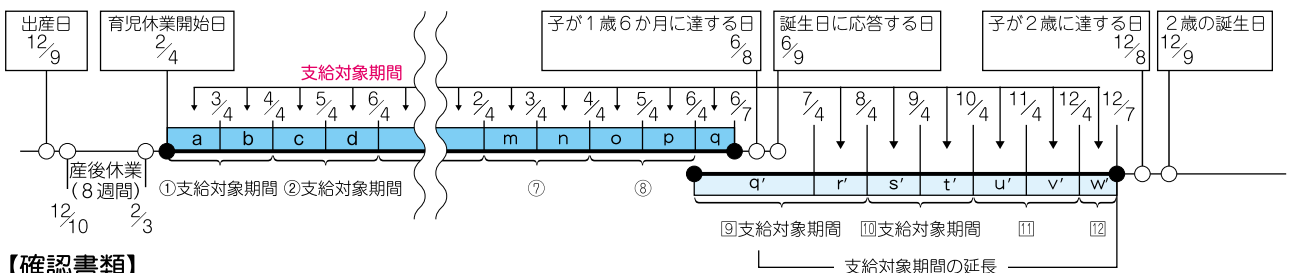 出産日
12/9
育児休業開始日
2/4
子が1歳6か月に達する日
6/8
誕生日に応答する日
6/9
子が2歳に達する日
12/8
2歳の誕生日
12/9
支給対象期間
3/4 4/4 5/4 6/4 2/4 3/4 4/4 5/4 6/4 6/7 7/4 8/4 9/4 10/4 11/4 12/4 12/7
a b c d m n o p q
産後休業
(8週間)
12/10 2/3
①支給対象期間 ②支給対象期間 ⑦ ⑧
q′ r′ s′ t′ u′ v′ w′
9支給対象期間 10支給対象期間 11 12
支給対象期間の延長
【確認書類】